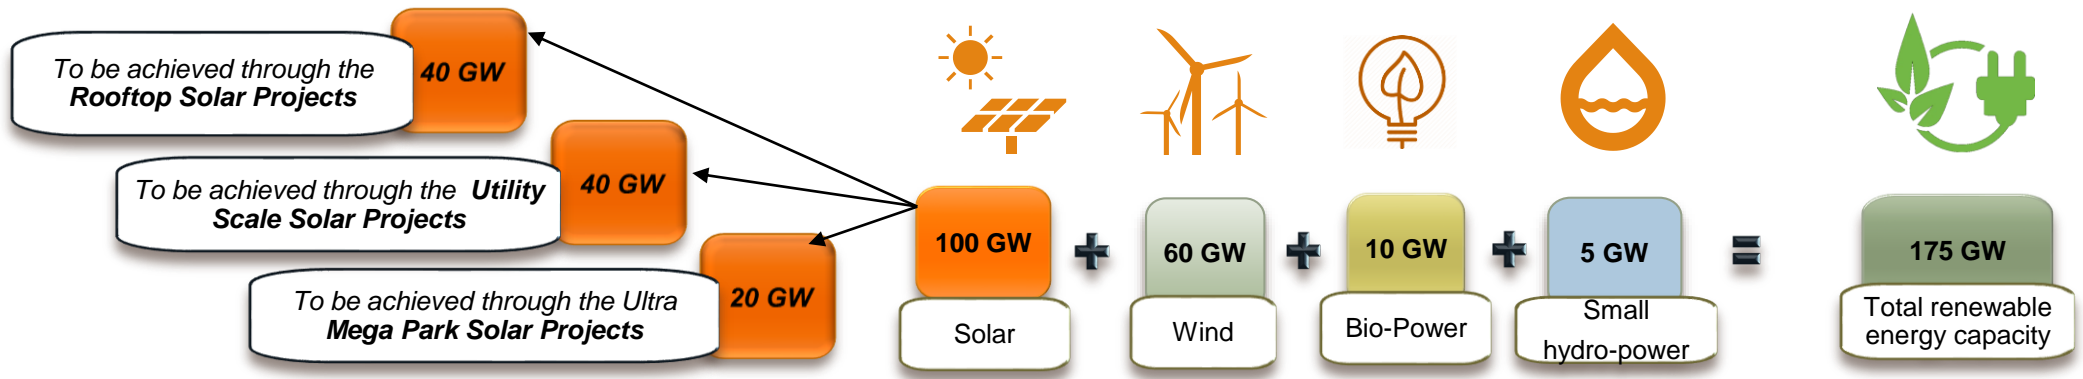 To be achieved through the
Rooftop Solar Projects
40 GW
To be achieved through the Utility
Scale Solar Projects
40 GW
To be achieved through the Ultra
Mega Park Solar Projects
20 GW
100 GW
Solar
60 GW
Wind
10 GW
Bio-Power
5 GW
Small
hydro-power
=
175 GW
Total renewable
energy capacity